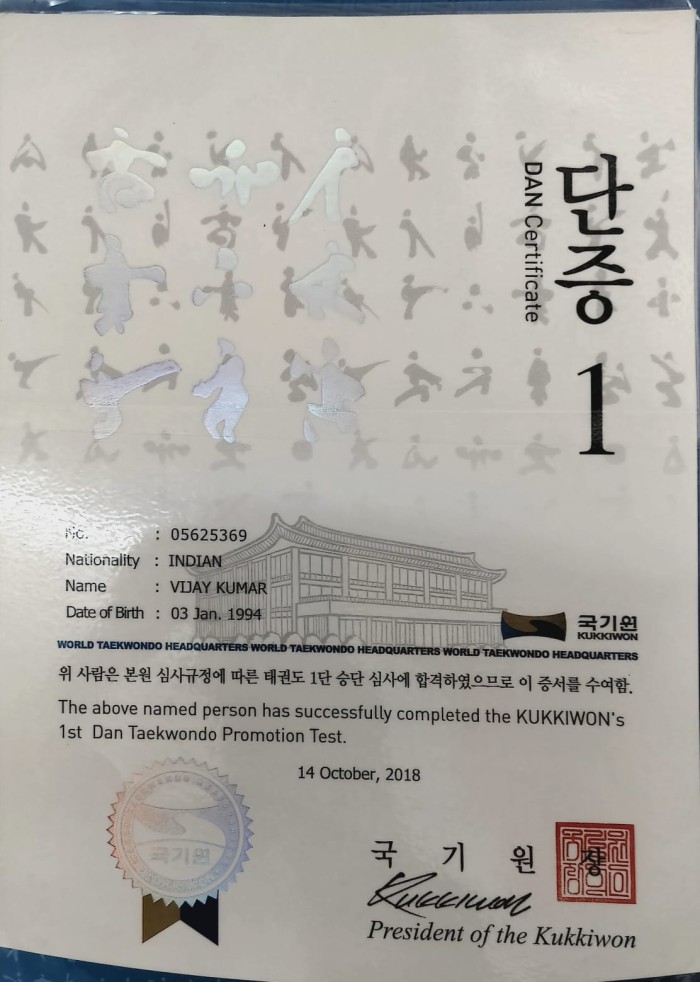 단증
DAN Certificate
1
No. : 05625369
Nationality : INDIAN
Name : VIJAY KUMAR
Date of Birth : 03 Jan. 1994
국기원
KUKKIWON
WORLD TAEKWONDO HEADQUARTERS WORLD TAEKWONDO HEADQUARTERS WORLD TAEKWONDO HEADQUARTERS
위 사람은 본원 심사규정에 따른 태권도 1단 승단 심사에 합격하였으므로 이 증서를 수여함.
The above named person has successfully completed the KUKKIWON's
1st Dan Taekwondo Promotion Test.
14 October, 2018
국기원
국 기 원 장
Kukkiwon
President of the Kukkiwon